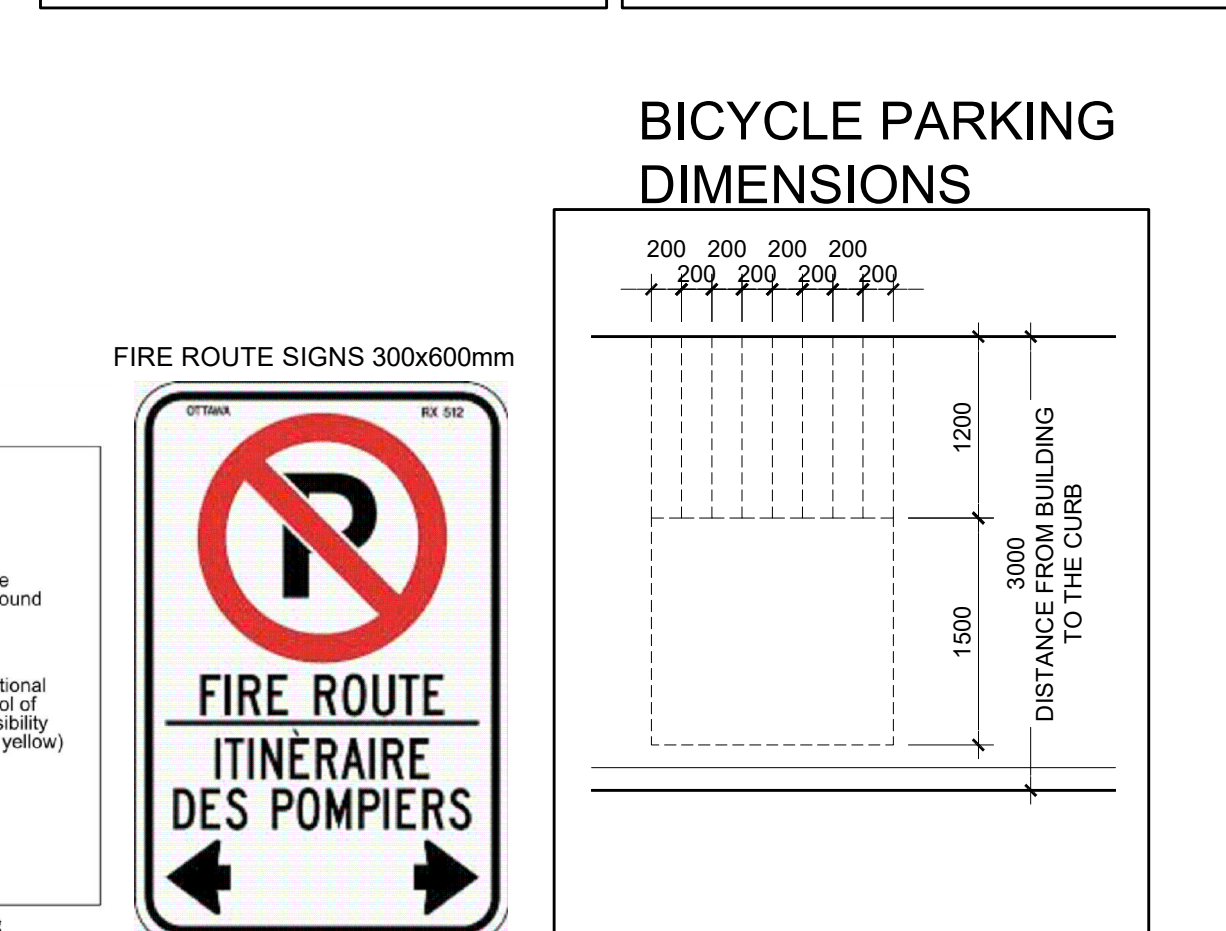 BICYCLE PARKING
DIMENSIONS
200 200 200 200
200 200 200 200
1200
1500
3000
DISTANCE FROM BUILDING
TO THE CURB
FIRE ROUTE SIGNS 300x600mm
OTTAWA RX 512
P
FIRE ROUTE
ITINÈRAIRE
DES POMPIERS
e
ound
tional
ol of
sibility
yellow)